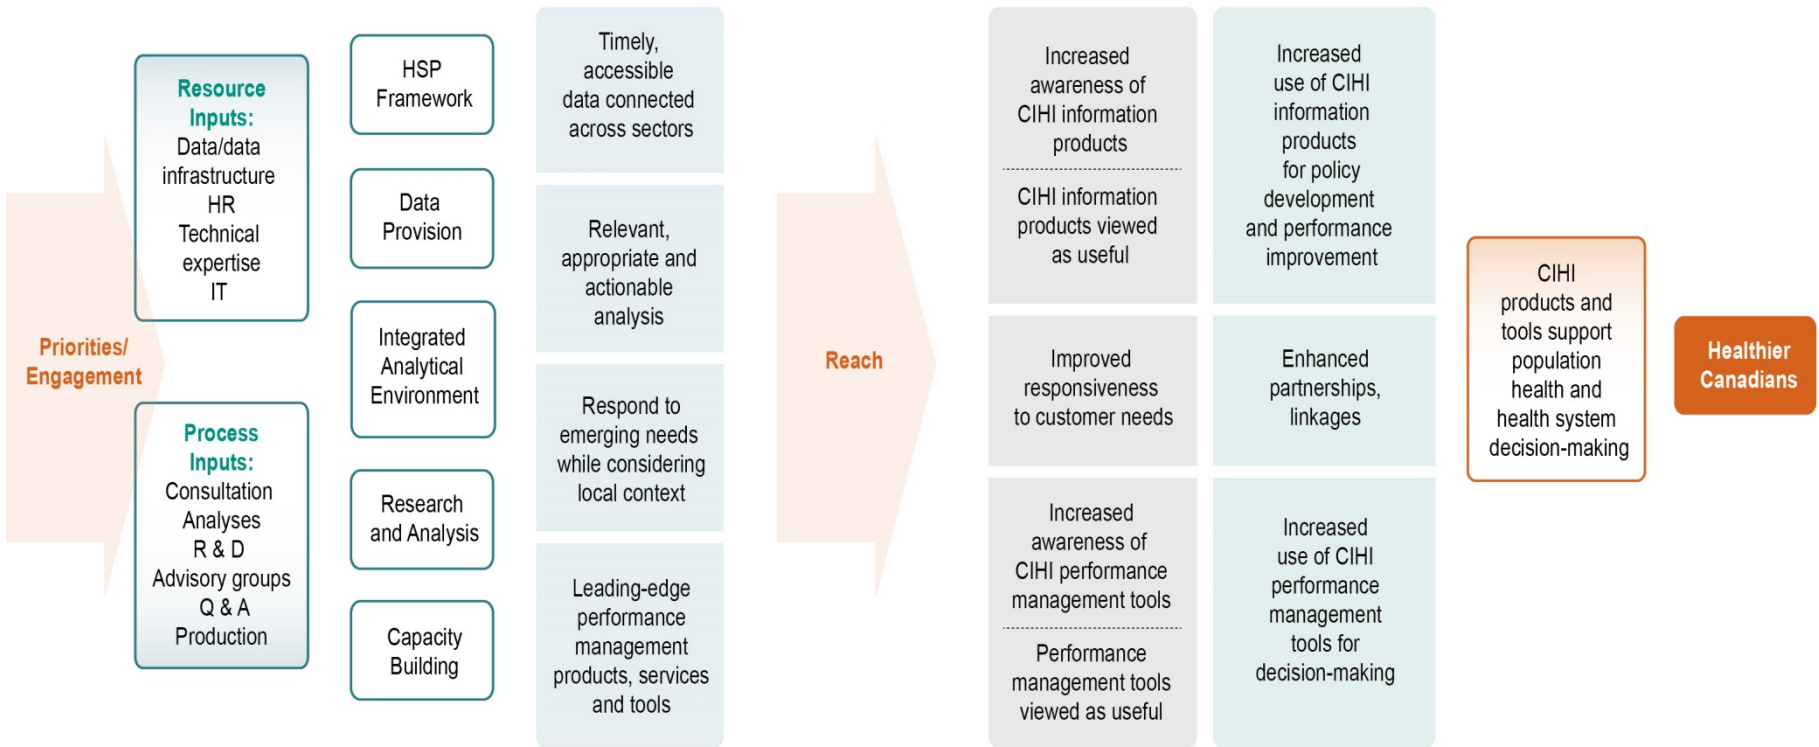 Priorities/
Engagement
Resource
Inputs:
Data/data
infrastructure
HR
Technical
expertise
IT
Process
Inputs:
Consultation
Analyses
R & D
Advisory groups
Q & A
Production
HSP
Framework
Data
Provision
Integrated
Analytical
Environment
Research
and Analysis
Capacity
Building
Timely,
accessible
data connected
across sectors
Relevant,
appropriate and
actionable
analysis
Respond to
emerging needs
while considering
local context
Leading-edge
performance
management
products, services
and tools
Reach
Increased
awareness of
CIHI information
products
CIHI information
products viewed
as useful
Improved
responsiveness
to customer needs
Increased
awareness of
CIHI performance
management tools
Performance
management tools
viewed as useful
Increased
use of CIHI
information
products
for policy
development
and performance
improvement
Enhanced
partnerships,
linkages
Increased
use of CIHI
performance
management
tools for
decision-making
CIHI
products and
tools support
population
health and
health system
decision-making
Healthier
Canadians